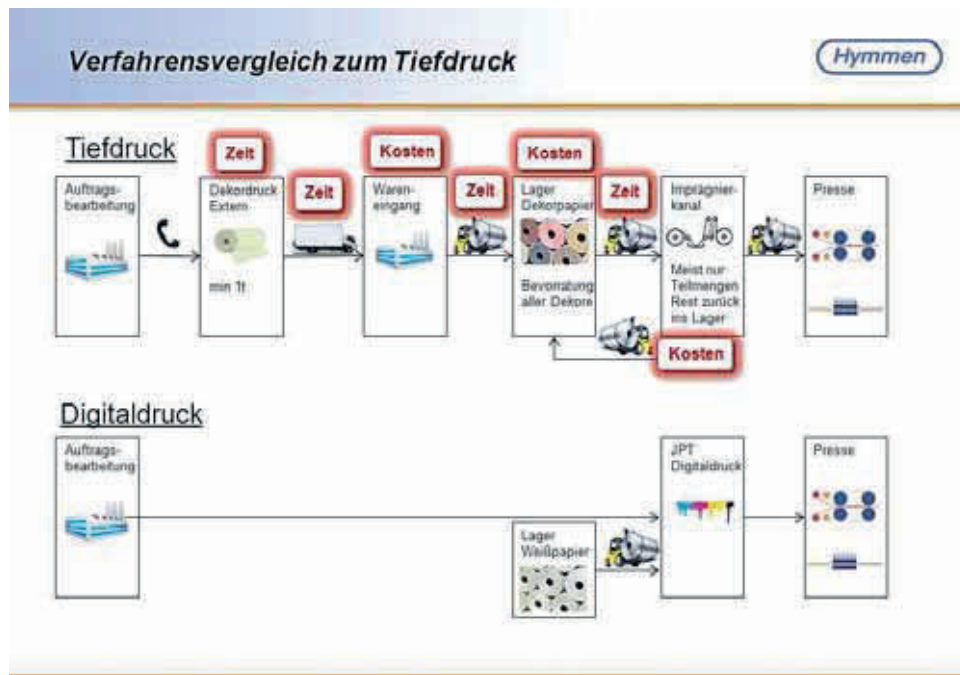 Verfahrensvergleich zum Tiefdruck
Hymmen
Tiefdruck
Zeit
Kosten
Kosten
Zeit
Zeit
Zeit
Auftrags-
bearbeitung
Dekordruck
Extern
min 1t
Waren-
eingang
Lager
Dekorpapier
Bevorratung
aller Dekore
Imprägnier-
kanal
Meist nur
Teilmengen
Rest zurück
ins Lager
Presse
Kosten
Digitaldruck
Auftrags-
bearbeitung
Lager
Weißpapier
JPT
Digitaldruck
Presse